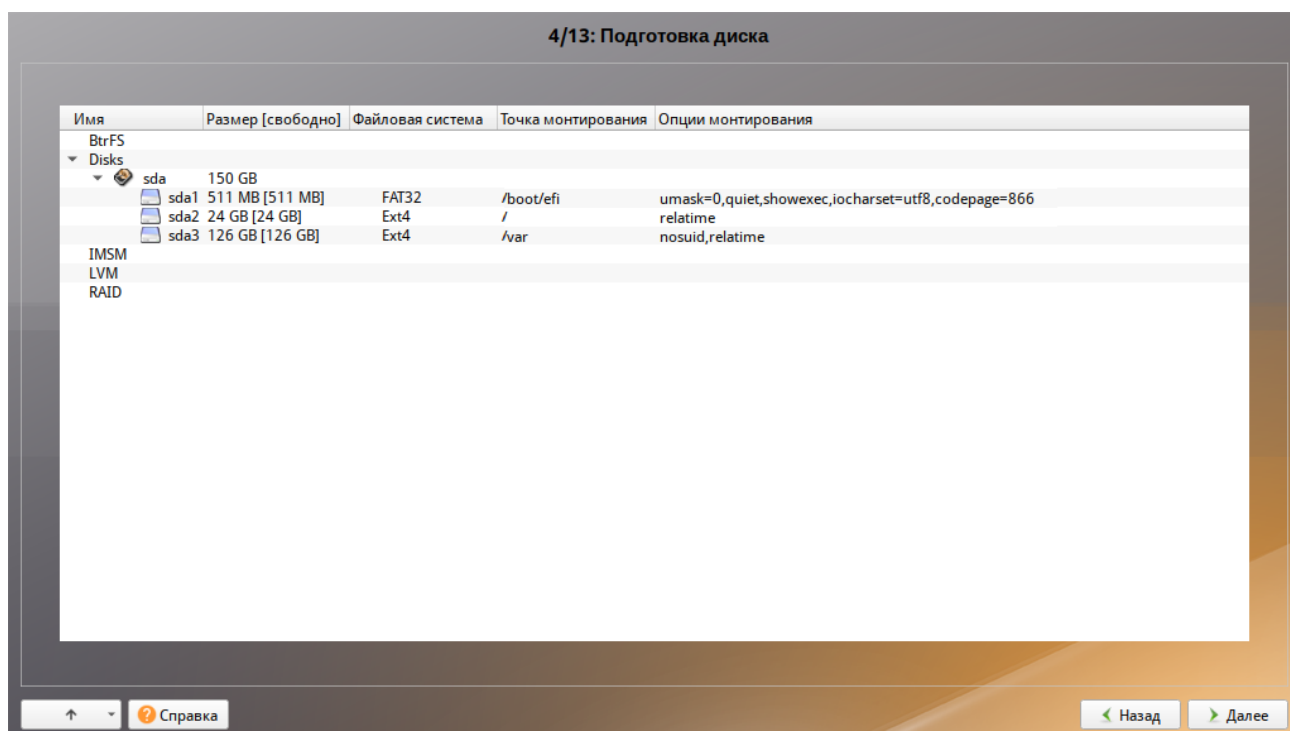 4/13: Подготовка диска
Имя Размер [свободно] Файловая система Точка монтирования Опции монтирования
BtrFS
Disks
sda 150 GB
sda1 511 MB [511 MB] FAT32 /boot/efi umask=0,quiet,showexec,iocharset=utf8,codepage=866
sda2 24 GB [24 GB] Ext4 / relatime
sda3 126 GB [126 GB] Ext4 /var nosuid,relatime
IMSM
LVM
RAID
Справка Назад Далее